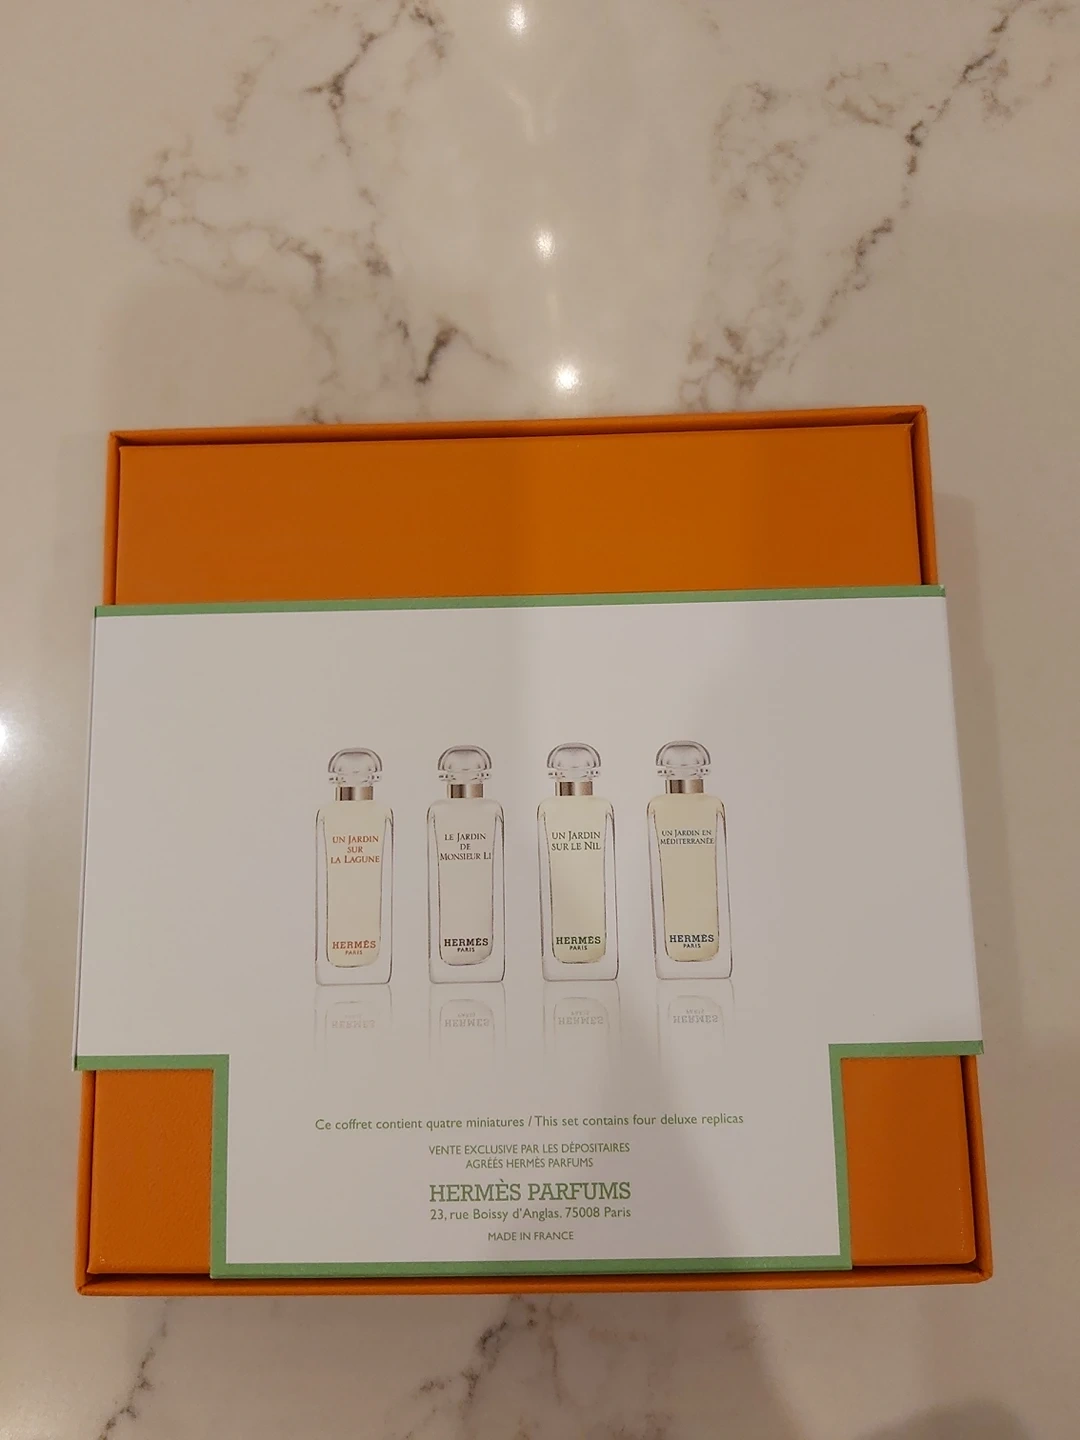 UN JARDIN
SUR
LA LAGUNE
HERMÈS
PARIS
LE JARDIN
DE
MONSIEUR LI
HERMÈS
PARIS
UN JARDIN
SUR LE NIL
HERMÈS
PARIS
UN JARDIN EN
MÉDITERRANÉE
HERMÈS
PARIS
Ce coffret contient quatre miniatures / This set contains four deluxe replicas
VENTE EXCLUSIVE PAR LES DÉPOSITAIRES
AGRÉÉS HERMÈS PARFUMS
HERMÈS PARFUMS
23, rue Boissy d'Anglas. 75008 Paris
MADE IN FRANCE